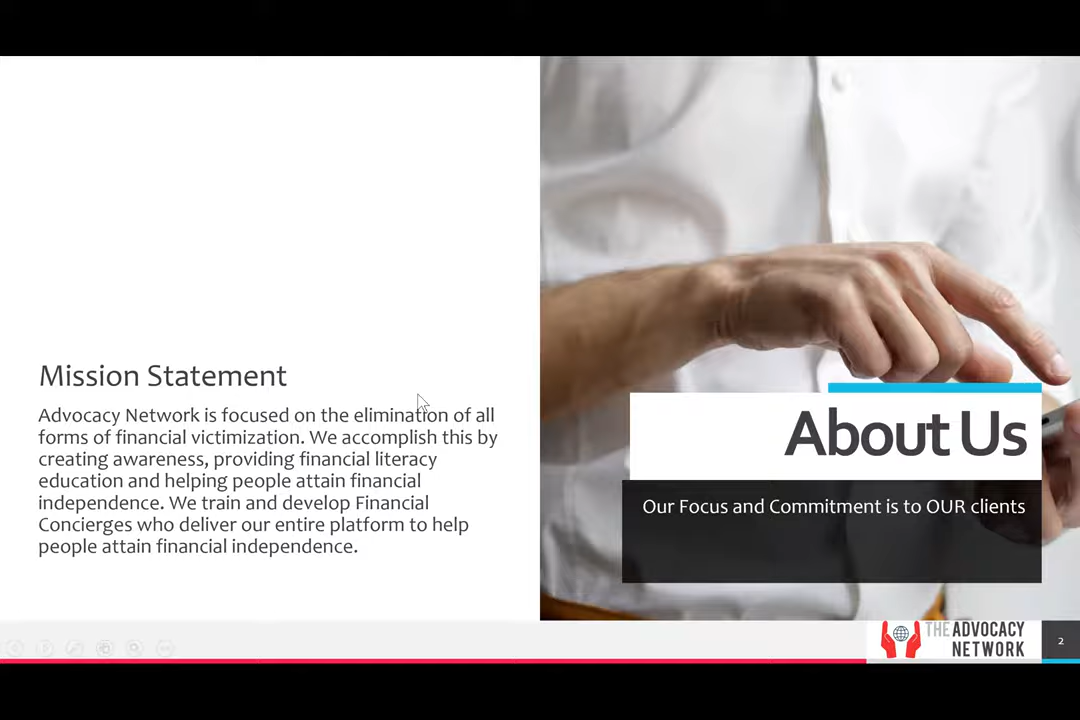 Mission Statement
Advocacy Network is focused on the elimination of all
forms of financial victimization. We accomplish this by
creating awareness, providing financial literacy
education and helping people attain financial
independence. We train and develop Financial
Concierges who deliver our entire platform to help
people attain financial independence.
About Us
Our Focus and Commitment is to OUR clients
THE ADVOCACY
NETWORK
2